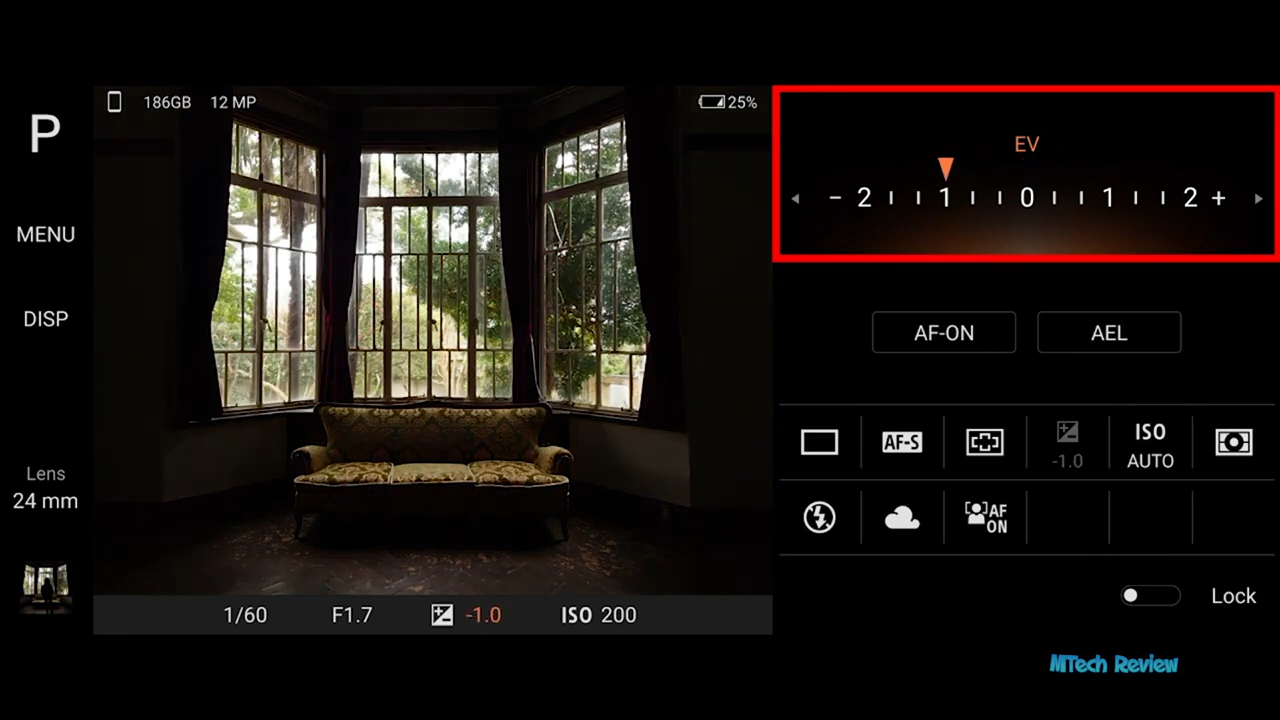 P
MENU
DISP
Lens
24 mm
186GB 12 MP 25%
1/60 F1.7 -1.0 ISO 200
EV
- 2 1 0 1 2 +
AF-ON AEL
AF-S -1.0 ISO AUTO
AF ON
Lock
MTech Review